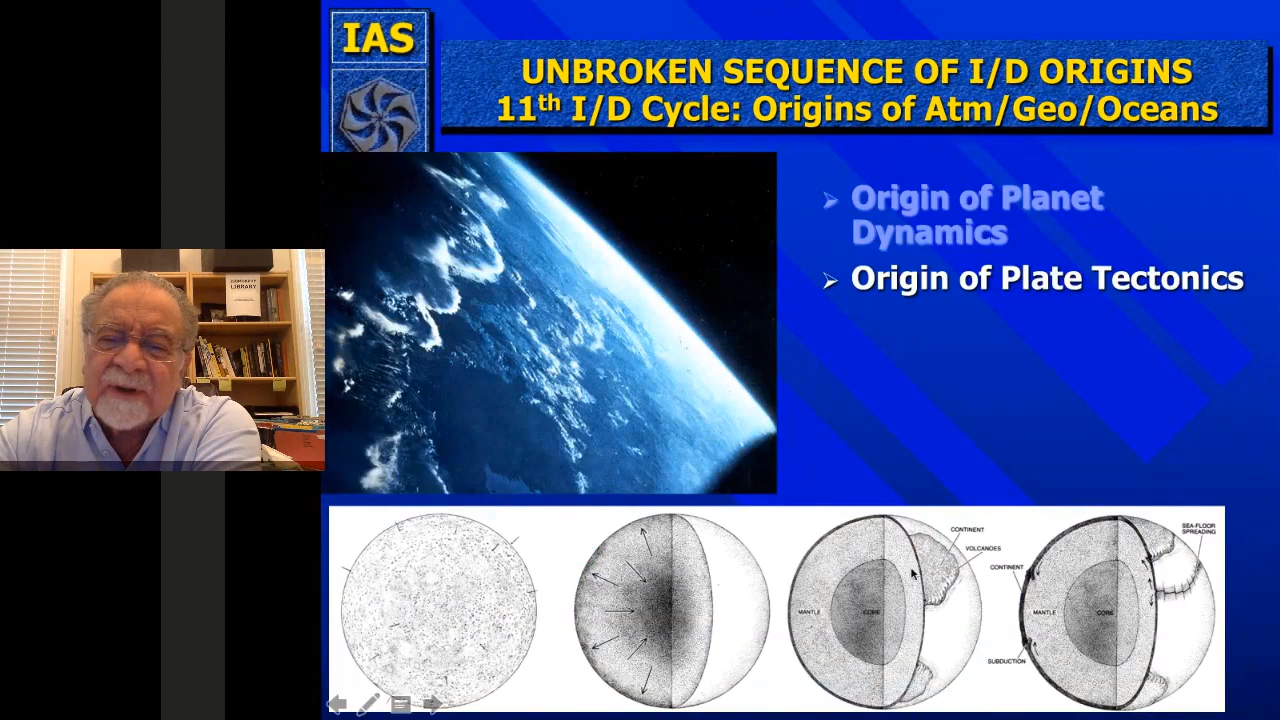 IAS
UNBROKEN SEQUENCE OF I/D ORIGINS
11th I/D Cycle: Origins of Atm/Geo/Oceans
Origin of Planet
Dynamics
Origin of Plate Tectonics
LIBRARY
CONTINENT
VOLCANOES
MANTLE
CORE
SEA-FLOOR
SPREADING
CONTINENT
MANTLE
CORE
SUBDUCTION